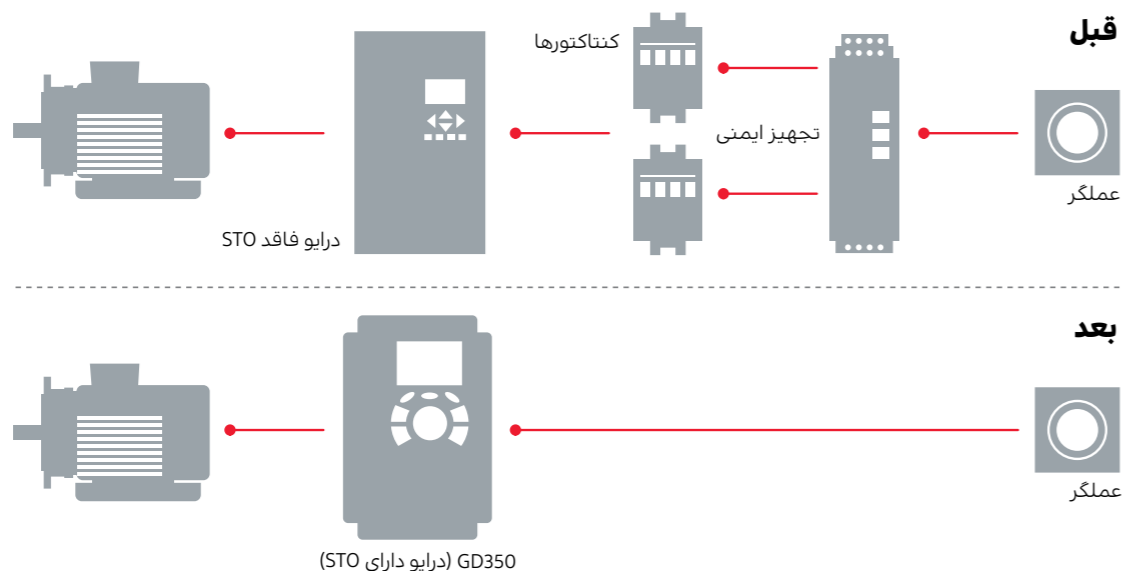 قبل
کنتاکتورها
تجهیز ایمنی
عملگر
درایو فاقد STO
بعد
عملگر
GD350 (درایو دارای STO)